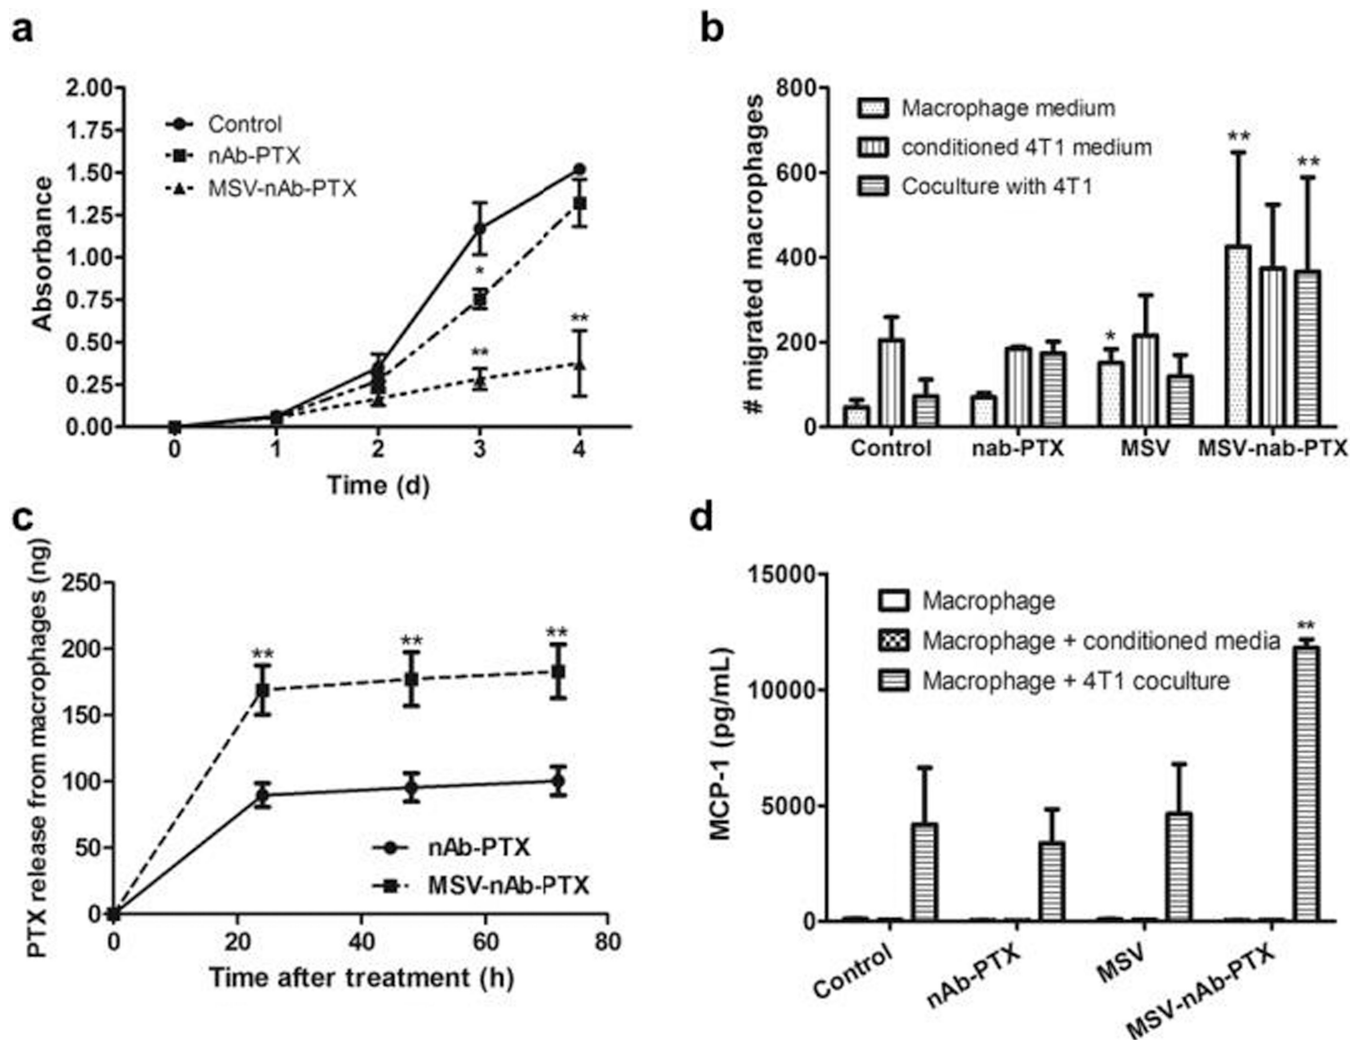 a
2.00
1.75
1.50
1.25
1.00
0.75
0.50
0.25
0.00
Absorbance
Control
nAb-PTX
MSV-nAb-PTX
*
**
**
0 1 2 3 4
Time (d)
b
800
600
400
200
0
# migrated macrophages
Macrophage medium
conditioned 4T1 medium
Coculture with 4T1
*
**
**
Control nab-PTX MSV MSV-nab-PTX
c
250
200
150
100
50
0
PTX release from macrophages (ng)
** ** **
nAb-PTX
MSV-nAb-PTX
0 20 40 60 80
Time after treatment (h)
d
15000
10000
5000
0
MCP-1 (pg/mL)
Macrophage
Macrophage + conditioned media
Macrophage + 4T1 coculture
**
Control
nAb-PTX
MSV
MSV-nAb-PTX